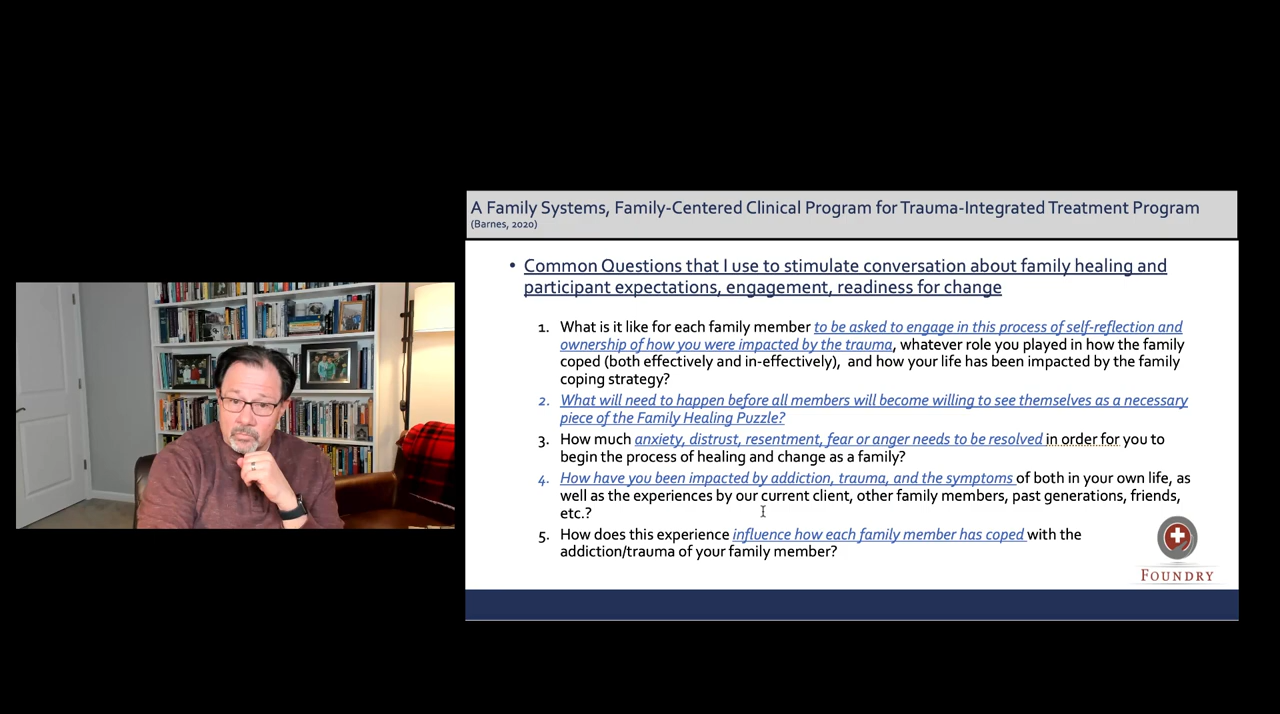 A Family Systems, Family-Centered Clinical Program for Trauma-Integrated Treatment Program
(Barnes, 2020)
• Common Questions that I use to stimulate conversation about family healing and
participant expectations, engagement, readiness for change
1. What is it like for each family member to be asked to engage in this process of self-reflection and
ownership of how you were impacted by the trauma, whatever role you played in how the family
coped (both effectively and in-effectively), and how your life has been impacted by the family
coping strategy?
2. What will need to happen before all members will become willing to see themselves as a necessary
piece of the Family Healing Puzzle?
3. How much anxiety, distrust, resentment, fear or anger needs to be resolved in order for you to
begin the process of healing and change as a family?
4. How have you been impacted by addiction, trauma, and the symptoms of both in your own life, as
well as the experiences by our current client, other family members, past generations, friends,
etc.?
5. How does this experience influence how each family member has coped with the
addiction/trauma of your family member?
FOUNDRY